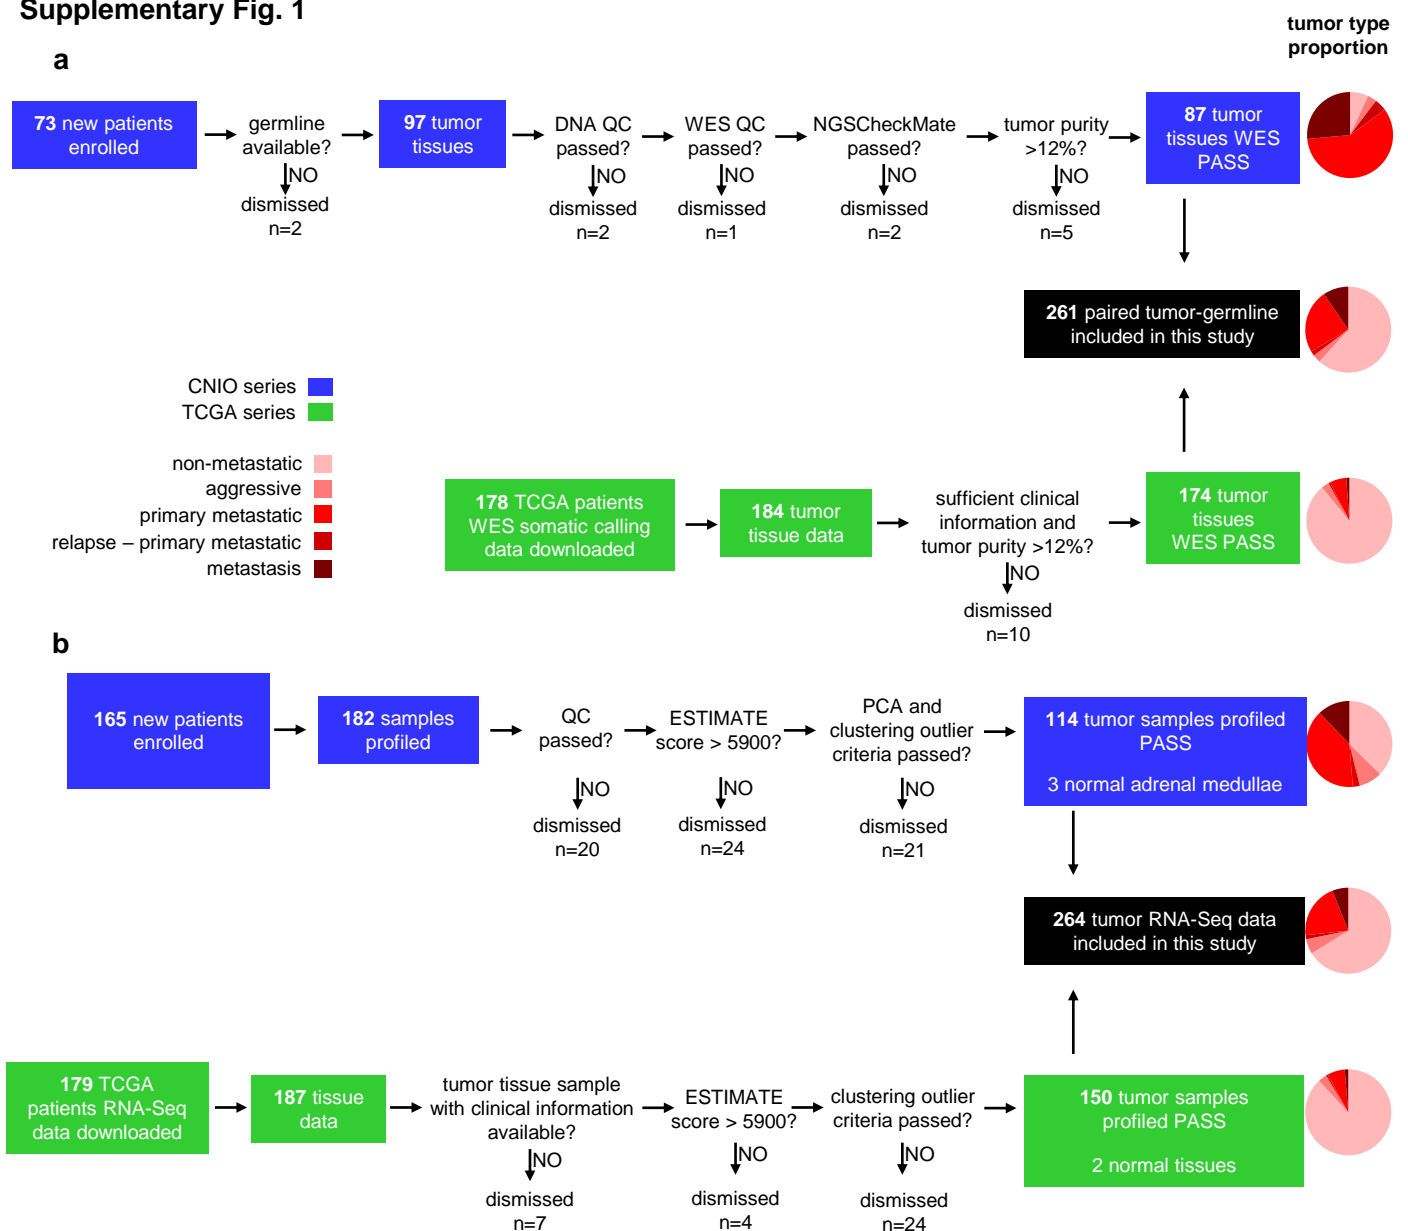 Supplementary Fig. 1
tumor type
proportion
a
73 new patients
enrolled
germline
available?
NO
dismissed
n=2
97 tumor
tissues
DNA QC
passed?
NO
dismissed
n=2
WES QC
passed?
NO
dismissed
n=1
NGSCheckMate
passed?
NO
dismissed
n=2
tumor purity
>12%?
NO
dismissed
n=5
87 tumor
tissues WES
PASS
261 paired tumor-germline
included in this study
CNIO series
TCGA series
non-metastatic
aggressive
primary metastatic
relapse – primary metastatic
metastasis
178 TCGA patients
WES somatic calling
data downloaded
184 tumor
tissue data
sufficient clinical
information and
tumor purity >12%?
NO
dismissed
n=10
174 tumor
tissues
WES PASS
b
165 new patients
enrolled
182 samples
profiled
QC
passed?
NO
dismissed
n=20
ESTIMATE
score > 5900?
NO
dismissed
n=24
PCA and
clustering outlier
criteria passed?
NO
dismissed
n=21
114 tumor samples profiled
PASS
3 normal adrenal medullae
264 tumor RNA-Seq data
included in this study
179 TCGA
patients RNA-Seq
data downloaded
187 tissue
data
tumor tissue sample
with clinical information
available?
NO
dismissed
n=7
ESTIMATE
score > 5900?
NO
dismissed
n=4
clustering outlier
criteria passed?
NO
dismissed
n=24
150 tumor samples
profiled PASS
2 normal tissues